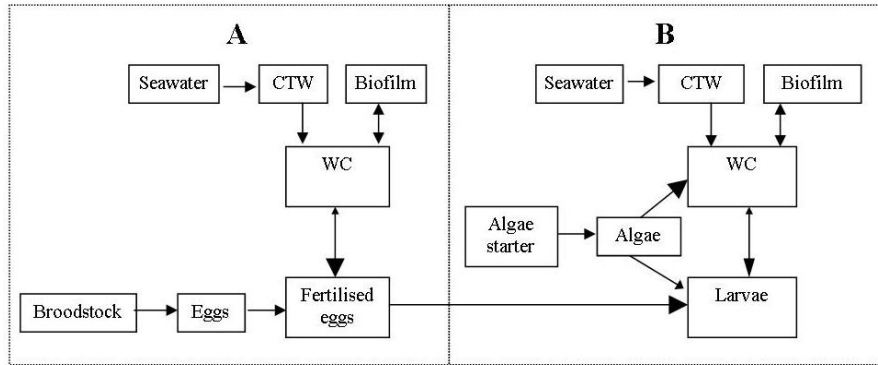 A
Seawater
CTW
Biofilm
WC
Broodstock
Eggs
Fertilised
eggs
B
Seawater
CTW
Biofilm
WC
Algae
starter
Algae
Larvae